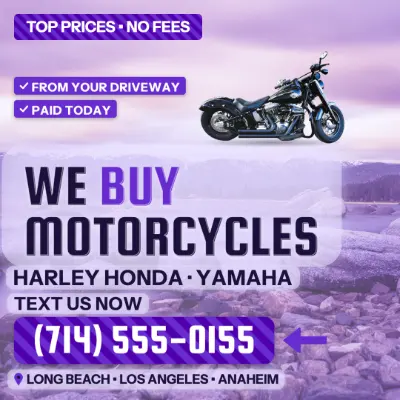 TOP PRICES • NO FEES
FROM YOUR DRIVEWAY
PAID TODAY
WE BUY
MOTORCYCLES
HARLEY HONDA · YAMAHA
TEXT US NOW
(714) 555-0155
LONG BEACH • LOS ANGELES • ANAHEIM